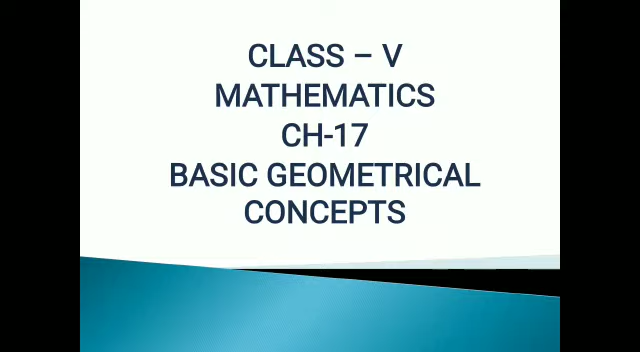 CLASS – V
MATHEMATICS
CH-17
BASIC GEOMETRICAL
CONCEPTS